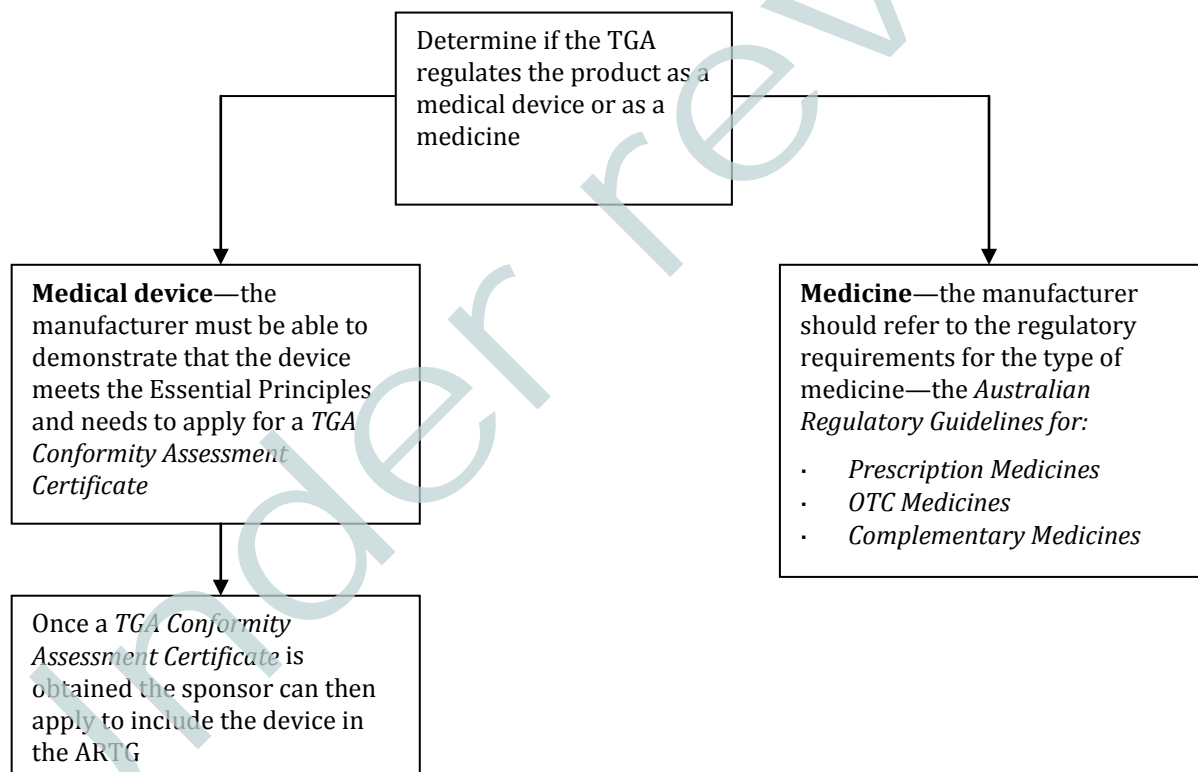 Determine if the TGA
regulates the product as a
medical device or as a
medicine
Medical device—the
manufacturer must be able to
demonstrate that the device
meets the Essential Principles
and needs to apply for a TGA
Conformity Assessment
Certificate
Medicine—the manufacturer
should refer to the regulatory
requirements for the type of
medicine—the Australian
Regulatory Guidelines for:
· Prescription Medicines
· OTC Medicines
· Complementary Medicines
Once a TGA Conformity
Assessment Certificate is
obtained the sponsor can then
apply to include the device in
the ARTG